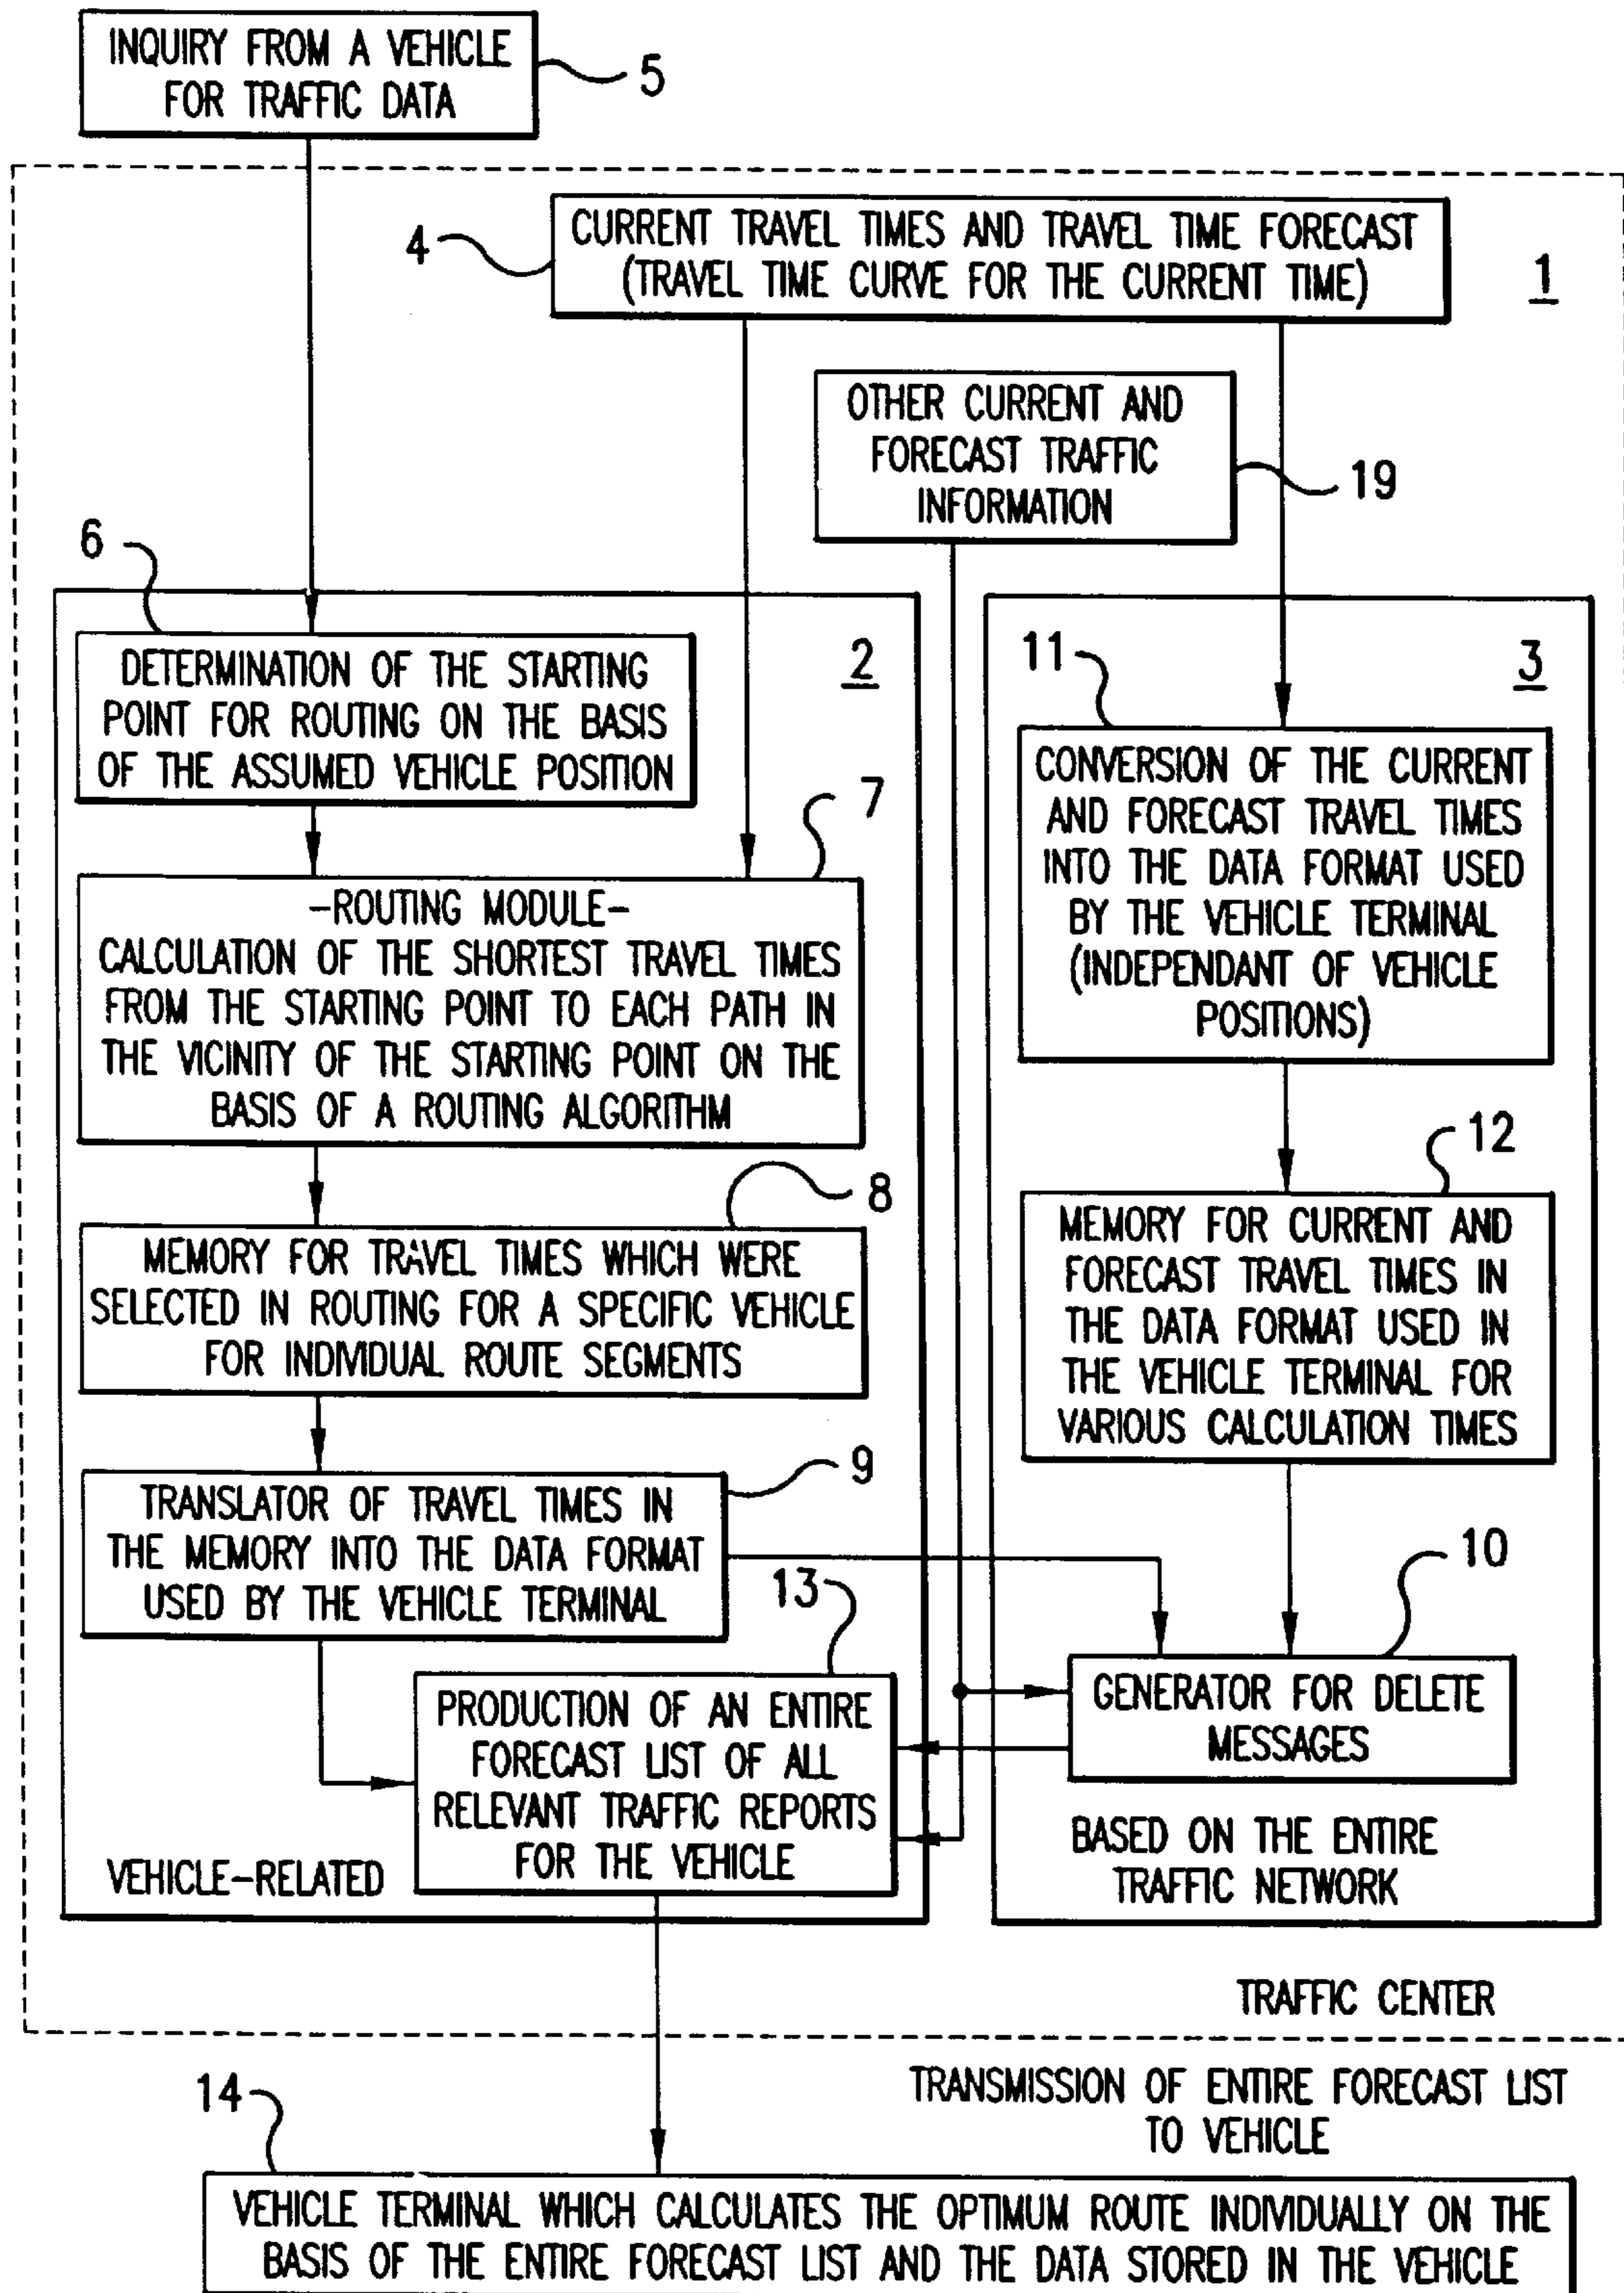 INQUIRY FROM A VEHICLE
FOR TRAFFIC DATA
5
CURRENT TRAVEL TIMES AND TRAVEL TIME FORECAST
(TRAVEL TIME CURVE FOR THE CURRENT TIME)
4
1
OTHER CURRENT AND
FORECAST TRAFFIC
INFORMATION
19
6
DETERMINATION OF THE STARTING
POINT FOR ROUTING ON THE BASIS
OF THE ASSUMED VEHICLE POSITION
2
7
-ROUTING MODULE-
CALCULATION OF THE SHORTEST TRAVEL TIMES
FROM THE STARTING POINT TO EACH PATH IN
THE VICINITY OF THE STARTING POINT ON THE
BASIS OF A ROUTING ALGORITHM
8
MEMORY FOR TRAVEL TIMES WHICH WERE
SELECTED IN ROUTING FOR A SPECIFIC VEHICLE
FOR INDIVIDUAL ROUTE SEGMENTS
9
TRANSLATOR OF TRAVEL TIMES IN
THE MEMORY INTO THE DATA FORMAT
USED BY THE VEHICLE TERMINAL
13
PRODUCTION OF AN ENTIRE
FORECAST LIST OF ALL
RELEVANT TRAFFIC REPORTS
FOR THE VEHICLE
VEHICLE-RELATED
11
3
CONVERSION OF THE CURRENT
AND FORECAST TRAVEL TIMES
INTO THE DATA FORMAT USED
BY THE VEHICLE TERMINAL
(INDEPENDANT OF VEHICLE
POSITIONS)
12
MEMORY FOR CURRENT AND
FORECAST TRAVEL TIMES IN
THE DATA FORMAT USED IN
THE VEHICLE TERMINAL FOR
VARIOUS CALCULATION TIMES
10
GENERATOR FOR DELETE
MESSAGES
BASED ON THE ENTIRE
TRAFFIC NETWORK
TRAFFIC CENTER
TRANSMISSION OF ENTIRE FORECAST LIST
TO VEHICLE
14
VEHICLE TERMINAL WHICH CALCULATES THE OPTIMUM ROUTE INDIVIDUALLY ON THE
BASIS OF THE ENTIRE FORECAST LIST AND THE DATA STORED IN THE VEHICLE